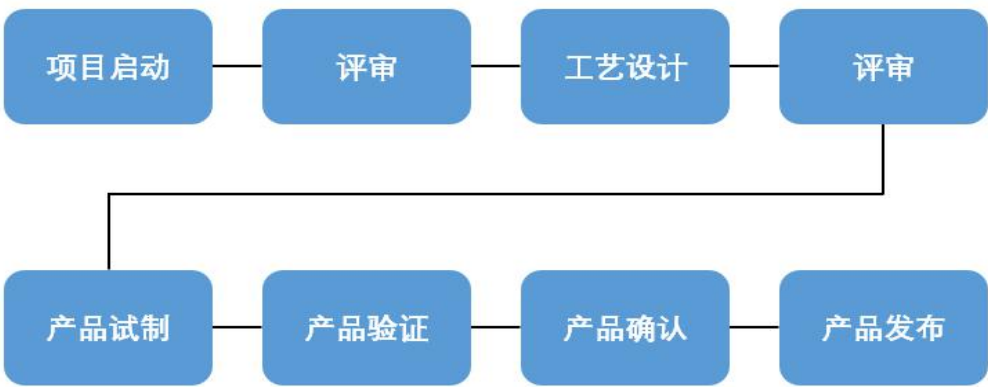 项目启动
评审
工艺设计
评审
产品试制
产品验证
产品确认
产品发布